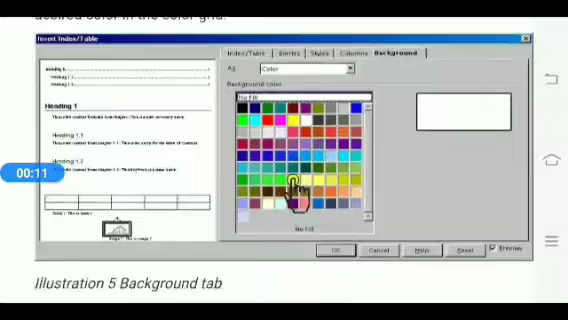 desired color in the color grid.
Insert Index/Table
Index/Table
Entries
Styles
Columns
Background
As
Color
Background color
No Fill
Heading 1
Heading 1.1
Heading 1.2
No Fill
OK
Cancel
Help
Reset
Preview
00:11
Illustration 5 Background tab